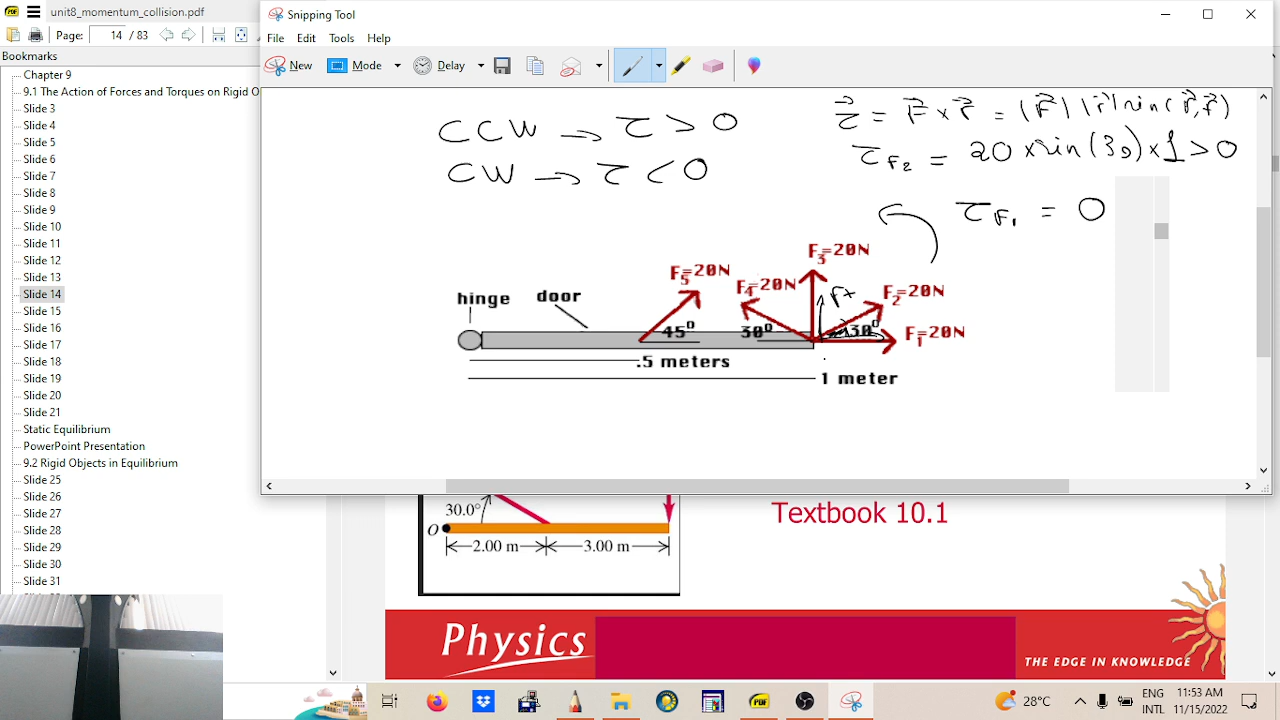 unit8_momentum_collision.pdf
Page: 14 / 83
Bookmarks
Chapter 9
9.1 The Action of Forces and Torques on Rigid O
Slide 3
Slide 4
Slide 5
Slide 6
Slide 7
Slide 8
Slide 9
Slide 10
Slide 11
Slide 12
Slide 13
Slide 14
Slide 15
Slide 16
Slide 17
Slide 18
Slide 19
Slide 20
Slide 21
Static Equilibrium
PowerPoint Presentation
9.2 Rigid Objects in Equilibrium
Slide 25
Slide 26
Slide 27
Slide 28
Slide 29
Slide 30
Slide 31
Snipping Tool
File Edit Tools Help
New Mode Delay
CCW → τ > 0
CW → τ < 0
τ = F × r = |F| |r| sin(r, F)
τF2 = 20 × sin(30) × 1 > 0
τF1 = 0
F3=20N
F5=20N
F4=20N
F2=20N
F1=20N
hinge door
45° 30° 30°
.5 meters
1 meter
30.0°
O
2.00 m 3.00 m
Textbook 10.1
Physics
THE EDGE IN KNOWLEDGE
28°C
ENG
INTL
11:53 AM
11/15/2022